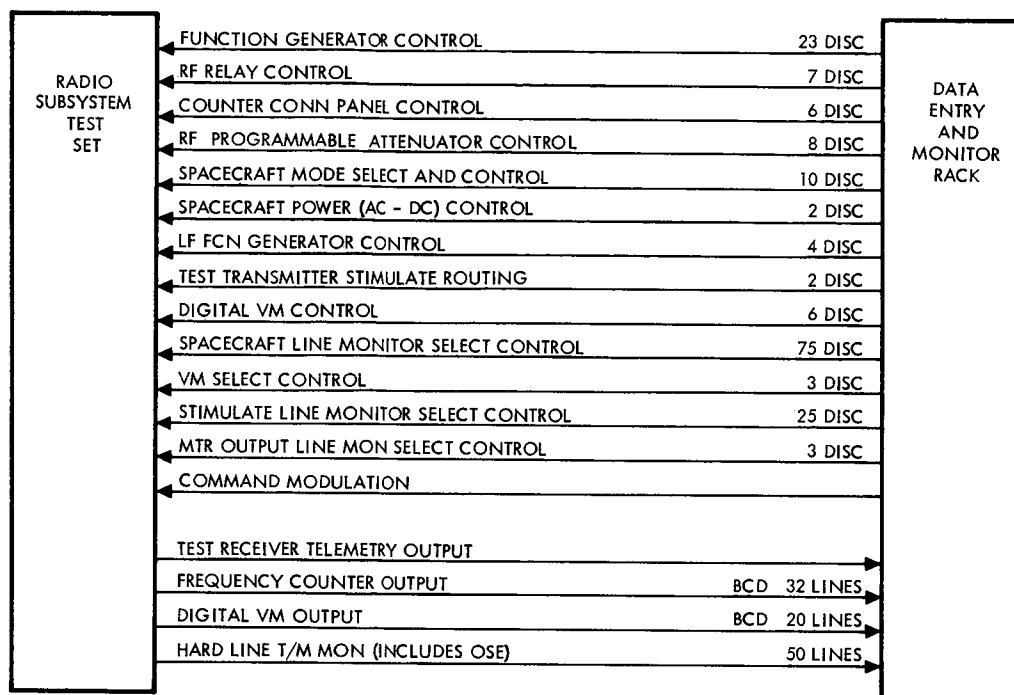 RADIO
SUBSYSTEM
TEST
SET
FUNCTION GENERATOR CONTROL 23 DISC
RF RELAY CONTROL 7 DISC
COUNTER CONN PANEL CONTROL 6 DISC
RF PROGRAMMABLE ATTENUATOR CONTROL 8 DISC
SPACECRAFT MODE SELECT AND CONTROL 10 DISC
SPACECRAFT POWER (AC - DC) CONTROL 2 DISC
LF FCN GENERATOR CONTROL 4 DISC
TEST TRANSMITTER STIMULATE ROUTING 2 DISC
DIGITAL VM CONTROL 6 DISC
SPACECRAFT LINE MONITOR SELECT CONTROL 75 DISC
VM SELECT CONTROL 3 DISC
STIMULATE LINE MONITOR SELECT CONTROL 25 DISC
MTR OUTPUT LINE MON SELECT CONTROL 3 DISC
COMMAND MODULATION
TEST RECEIVER TELEMETRY OUTPUT
FREQUENCY COUNTER OUTPUT BCD 32 LINES
DIGITAL VM OUTPUT BCD 20 LINES
HARD LINE T/M MON (INCLUDES OSE) 50 LINES
DATA
ENTRY
AND
MONITOR
RACK